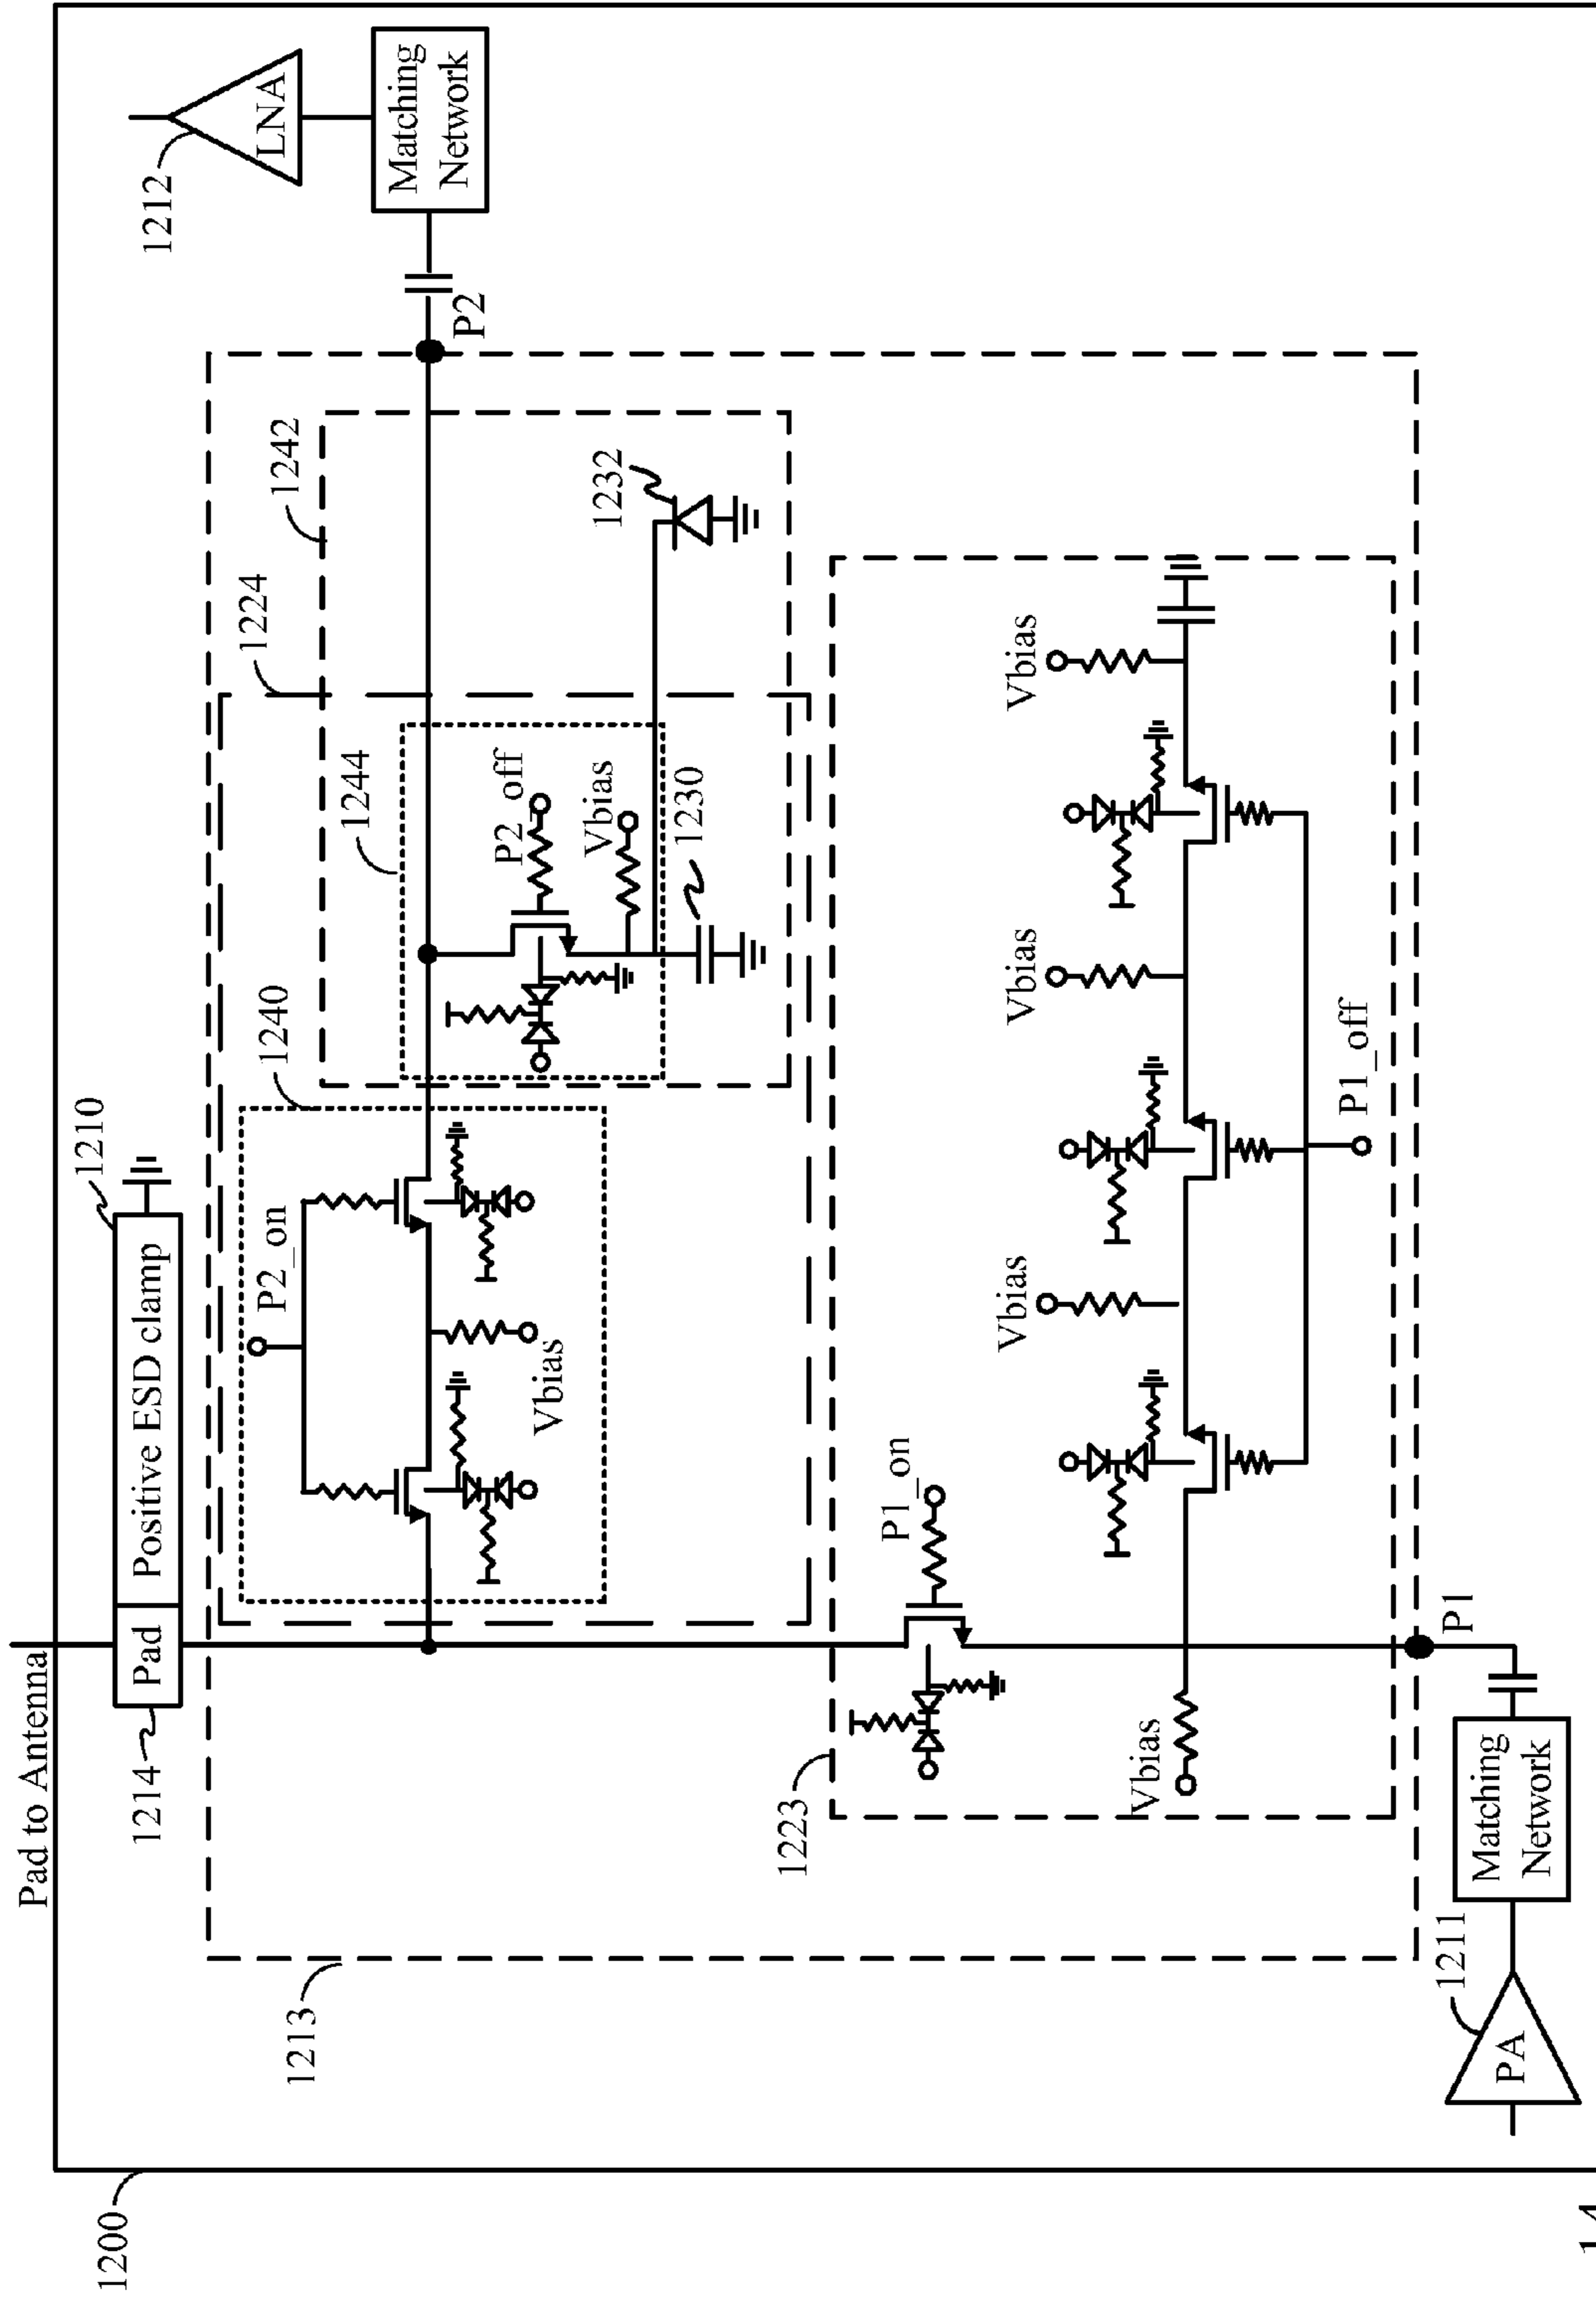 Pad to Antenna
1200
1214
Pad
Positive ESD clamp
1210
1213
P2_on
Vbias
1240
1244
1224
1242
P2_off
Vbias
1230
1232
P2
Matching
Network
LNA
1212
1223
P1_on
Vbias
Vbias
Vbias
Vbias
P1_off
P1
Matching
Network
PA
1211